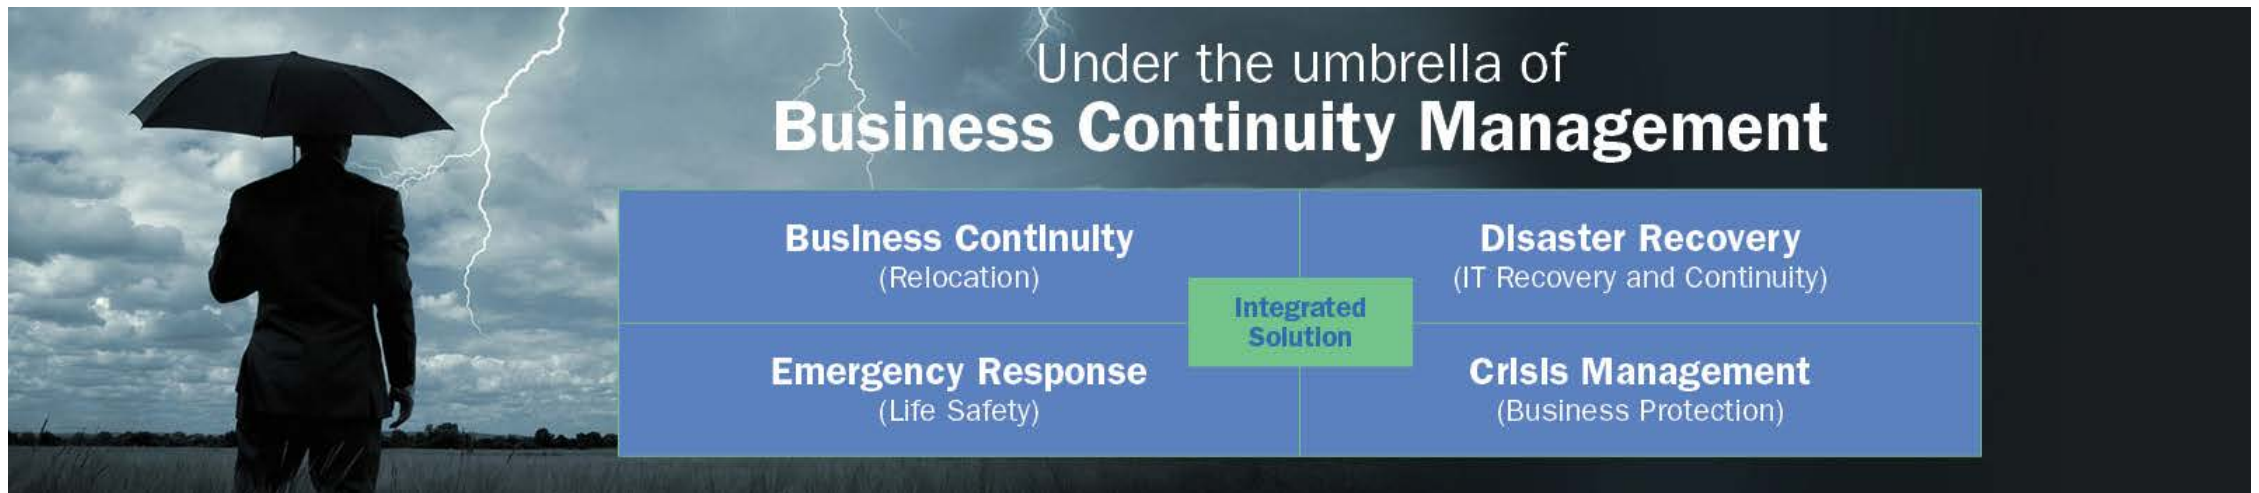 Under the umbrella of
Business Continuity Management
Business Continuity
(Relocation)
Disaster Recovery
(IT Recovery and Continuity)
Integrated
Solution
Emergency Response
(Life Safety)
Crisis Management
(Business Protection)